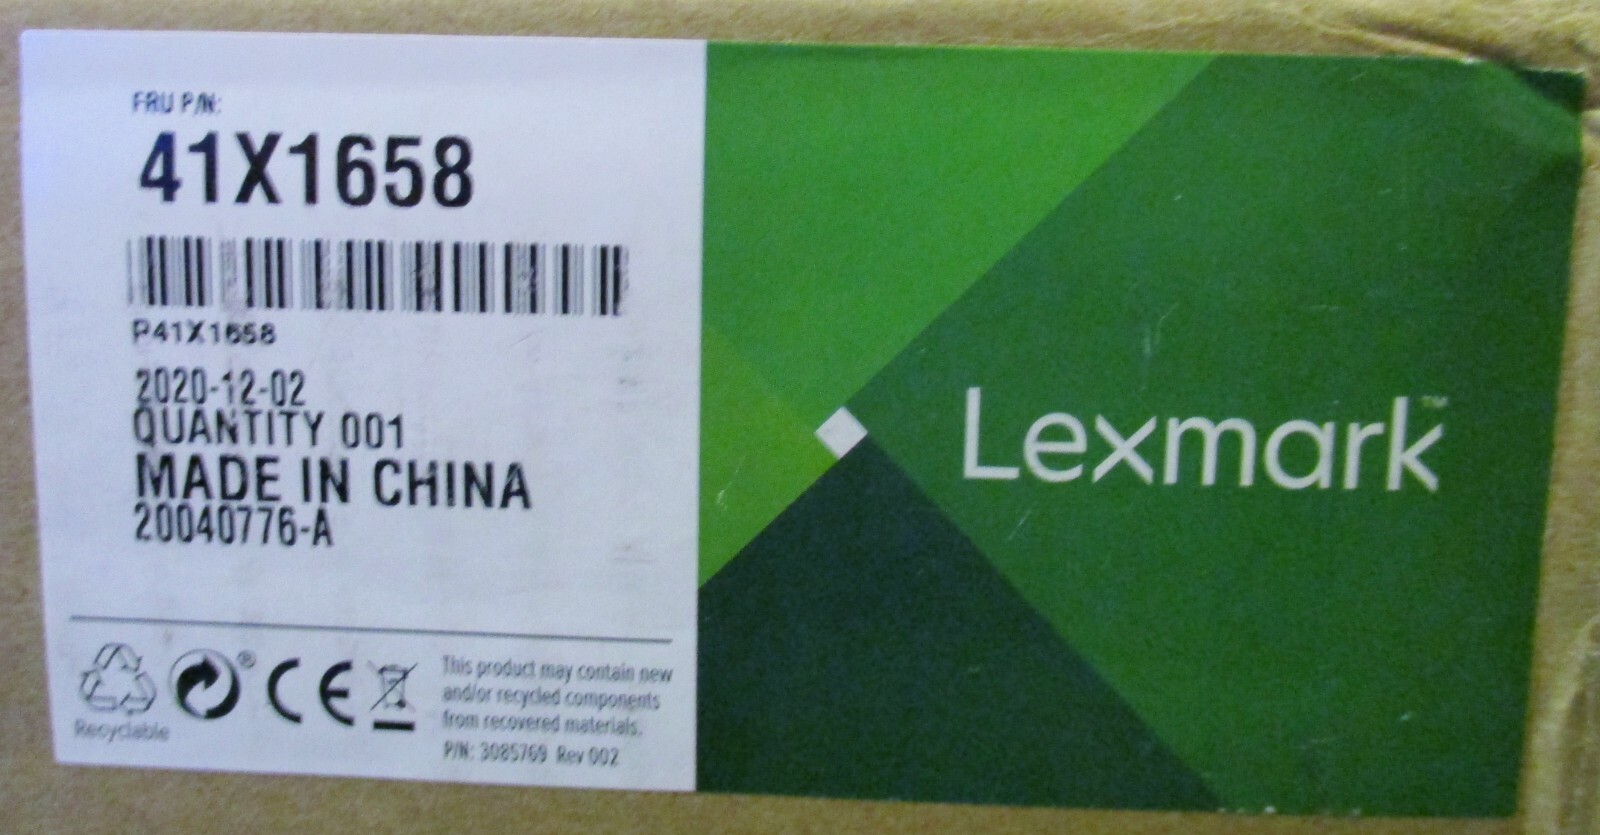 FRU P/N:
41X1658
P41X1658
2020-12-02
QUANTITY 001
MADE IN CHINA
20040776-A
Recyclable
®
CE
This product may contain new
and/or recycled components
from recovered materials.
P/N: 3085769 Rev 002
Lexmark™